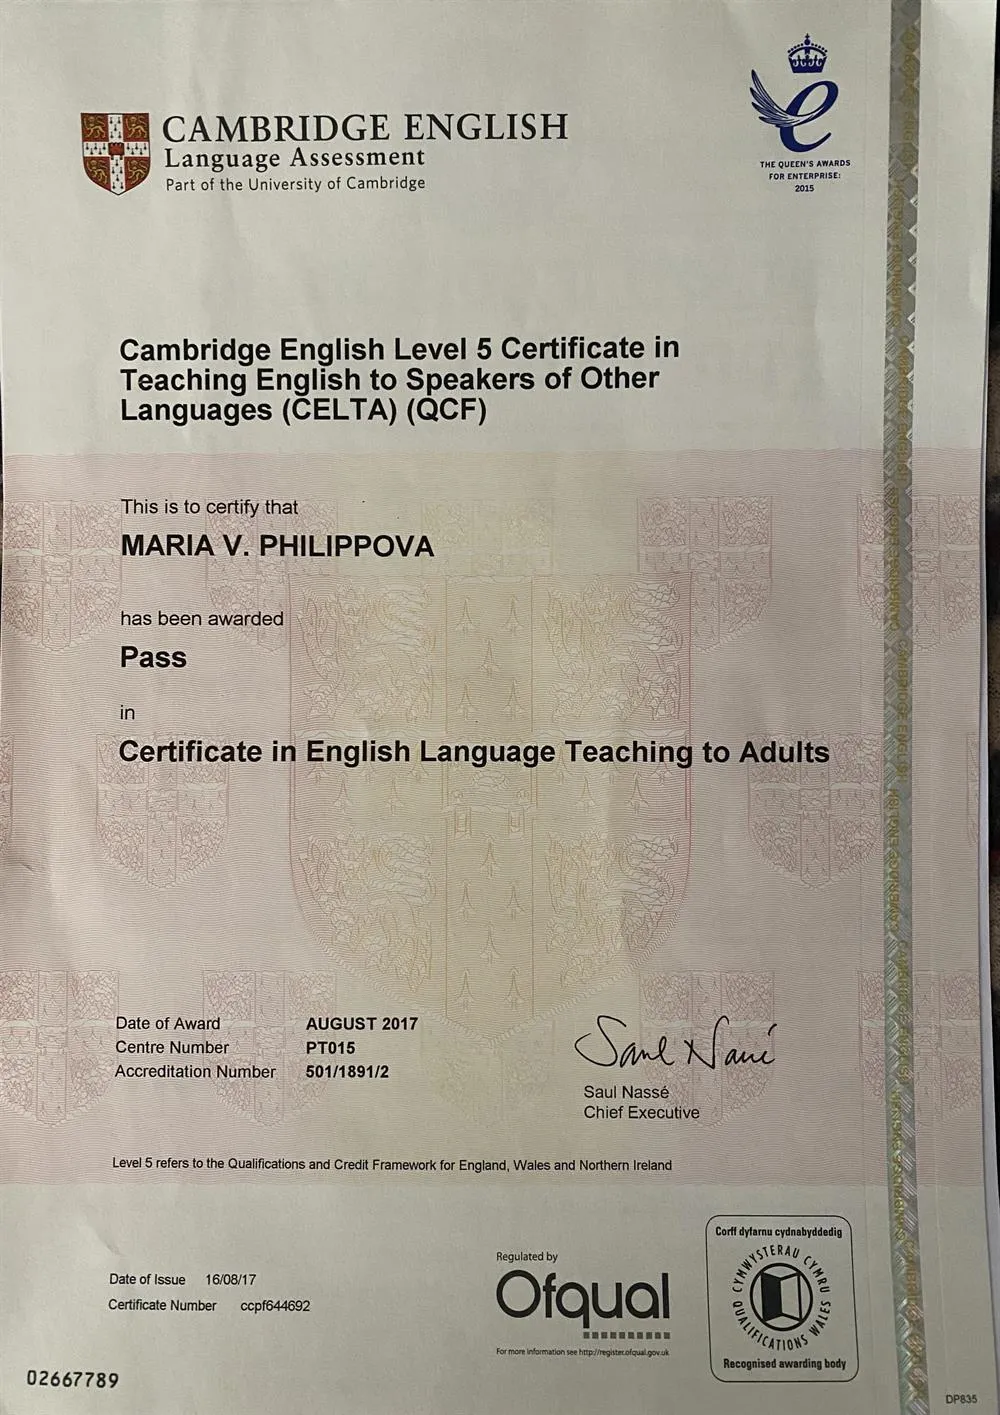 CAMBRIDGE ENGLISH
Language Assessment
Part of the University of Cambridge
THE QUEEN'S AWARDS
FOR ENTERPRISE:
2015
Cambridge English Level 5 Certificate in
Teaching English to Speakers of Other
Languages (CELTA) (QCF)
This is to certify that
MARIA V. PHILIPPOVA
has been awarded
Pass
in
Certificate in English Language Teaching to Adults
Date of Award AUGUST 2017
Centre Number PT015
Accreditation Number 501/1891/2
Saul Nassé
Saul Nassé
Chief Executive
Level 5 refers to the Qualifications and Credit Framework for England, Wales and Northern Ireland
Date of Issue 16/08/17
Certificate Number ccpf644692
Regulated by
Ofqual
For more information see http://register.ofqual.gov.uk
Corff dyfarnu cydnabyddedig
CYMWYSTERAU CYMRU
QUALIFICATIONS WALES
Recognised awarding body
02667789
DP835
CAMBRIDGE ENGLISH